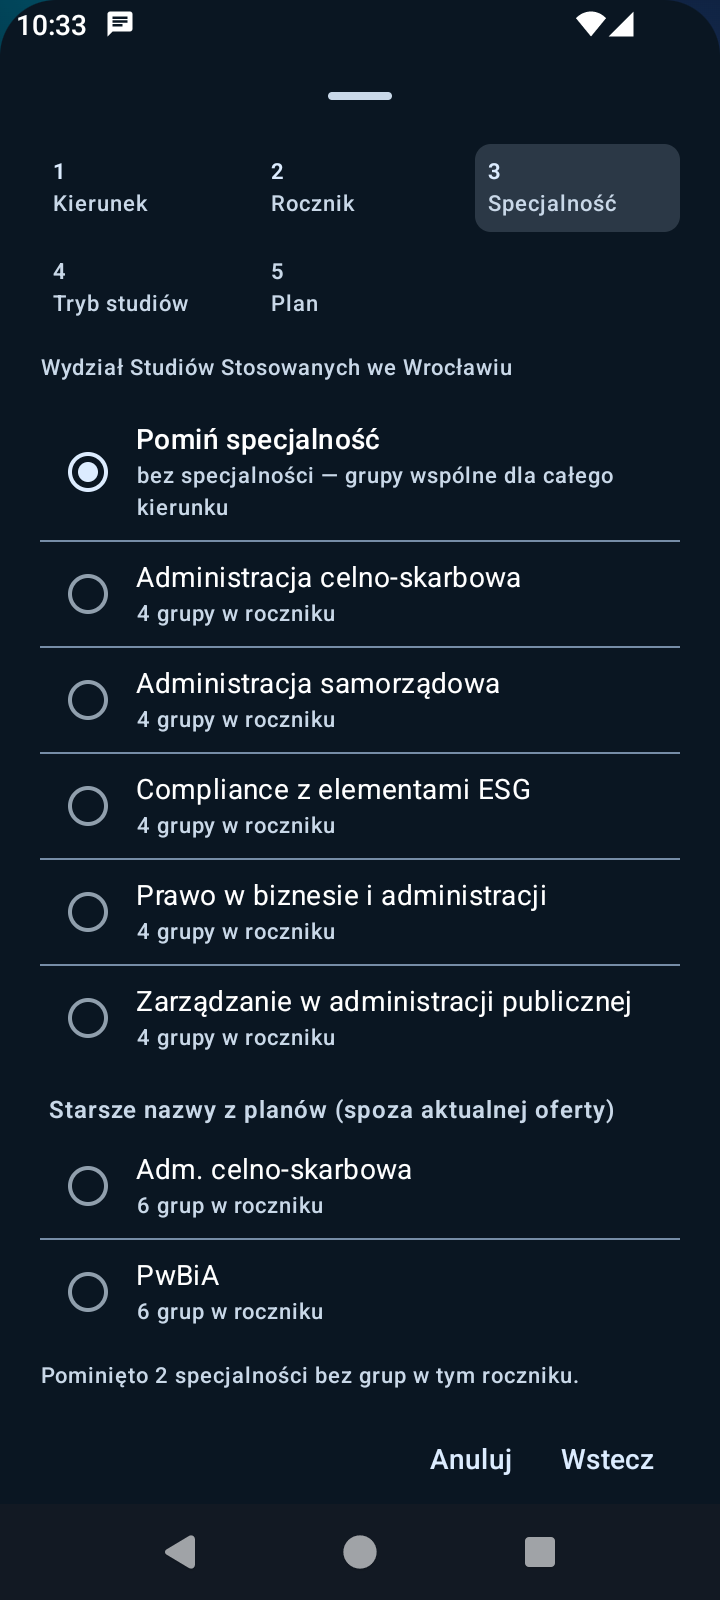 10:33
1
Kierunek
2
Rocznik
3
Specjalność
4
Tryb studiów
5
Plan
Wydział Studiów Stosowanych we Wrocławiu
Pomiń specjalność
bez specjalności — grupy wspólne dla całego
kierunku
Administracja celno-skarbowa
4 grupy w roczniku
Administracja samorządowa
4 grupy w roczniku
Compliance z elementami ESG
4 grupy w roczniku
Prawo w biznesie i administracji
4 grupy w roczniku
Zarządzanie w administracji publicznej
4 grupy w roczniku
Starsze nazwy z planów (spoza aktualnej oferty)
Adm. celno-skarbowa
6 grup w roczniku
PwBiA
6 grup w roczniku
Pominięto 2 specjalności bez grup w tym roczniku.
Anuluj
Wstecz